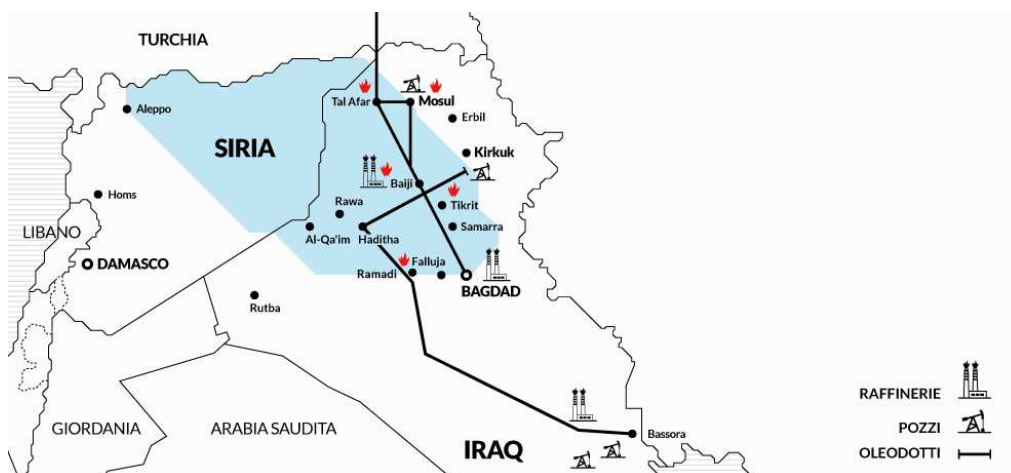 TURCHIA
Tal Afar
Mosul
Aleppo
Erbil
SIRIA
Kirkuk
Baiji
Homs
Rawa
Tikrit
LIBANO
Al-Qa'im
Haditha
Samarra
DAMASCO
Falluja
Ramadi
BAGDAD
Rutba
RAFFINERIE
GIORDANIA
ARABIA SAUDITA
POZZI
IRAQ
Bassora
OLEODOTTI